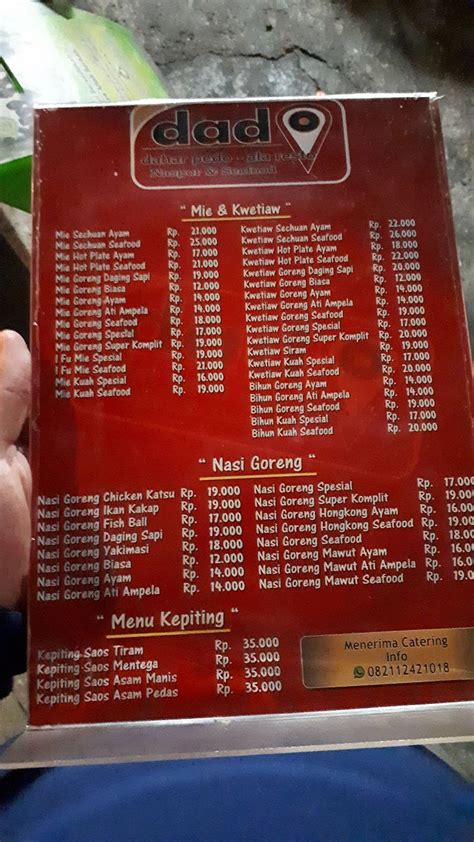 dad
dahar pedo - ala resto
Nasgor & Seafood
" Mie & Kwetiaw "
Mie Sechuan Ayam Rp. 21.000
Mie Sechuan Seafood Rp. 25.000
Mie Hot Plate Ayam Rp. 17.000
Mie Hot Plate Seafood Rp. 21.000
Mie Goreng Daging Sapi Rp. 19.000
Mie Goreng Biasa Rp. 12.000
Mie Goreng Ayam Rp. 14.000
Mie Goreng Ati Ampela Rp. 14.000
Mie Goreng Seafood Rp. 18.000
Mie Goreng Spesial Rp. 17.000
Mie Goreng Super Komplit Rp. 19.000
I Fu Mie Spesial Rp. 19.000
I Fu Mie Seafood Rp. 21.000
Mie Kuah Spesial Rp. 16.000
Mie Kuah Seafood Rp. 19.000
Kwetiaw Sechuan Ayam Rp. 22.000
Kwetiaw Sechuan Seafood Rp. 26.000
Kwetiaw Hot Plate Ayam Rp. 18.000
Kwetiaw Hot Plate Seafood Rp. 22.000
Kwetiaw Goreng Daging Sapi Rp. 20.000
Kwetiaw Goreng Biasa Rp. 12.000
Kwetiaw Goreng Ayam Rp. 14.000
Kwetiaw Goreng Ati Ampela Rp. 14.000
Kwetiaw Goreng Seafood Rp. 19.000
Kwetiaw Goreng Spesial Rp. 17.000
Kwetiaw Goreng Super Komplit Rp. 20.000
Kwetiaw Siram Rp. 19.000
Kwetiaw Kuah Spesial Rp. 17.000
Kwetiaw Kuah Seafood Rp. 20.000
Bihun Goreng Ayam Rp. 14.000
Bihun Goreng Ati Ampela Rp. 14.000
Bihun Goreng Seafood Rp. 19.000
Bihun Kuah Spesial Rp. 17.000
Bihun Kuah Seafood Rp. 20.000
" Nasi Goreng "
Nasi Goreng Chicken Katsu Rp. 19.000
Nasi Goreng Ikan Kakap Rp. 19.000
Nasi Goreng Fish Ball Rp. 17.000
Nasi Goreng Daging Sapi Rp. 19.000
Nasi Goreng Yakimasi Rp. 18.000
Nasi Goreng Biasa Rp. 12.000
Nasi Goreng Ayam Rp. 14.000
Nasi Goreng Ati Ampela Rp. 14.000
Nasi Goreng Spesial Rp. 17.000
Nasi Goreng Super Komplit Rp. 19.000
Nasi Goreng Hongkong Ayam Rp. 16.000
Nasi Goreng Hongkong Seafood Rp. 19.000
Nasi Goreng Seafood Rp. 18.000
Nasi Goreng Mawut Ayam Rp. 16.000
Nasi Goreng Mawut Ati Ampela Rp. 16.000
Nasi Goreng Mawut Seafood Rp. 19.000
" Menu Kepiting "
Kepiting Saos Tiram Rp. 35.000
Kepiting Saos Mentega Rp. 35.000
Kepiting Saos Asam Manis Rp. 35.000
Kepiting Saos Asam Pedas Rp. 35.000
Menerima Catering
Info
082112421018